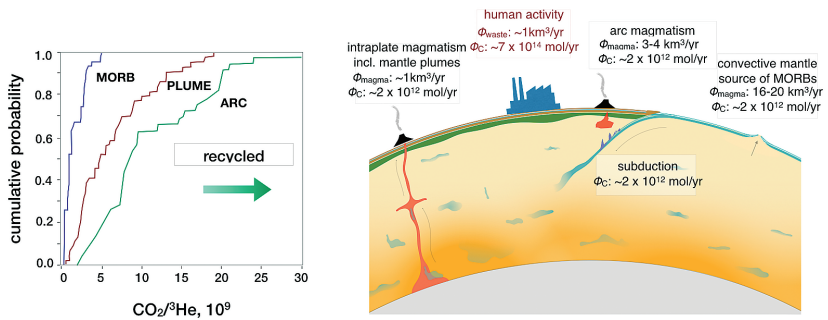 cumulative probability
1.0
0.8
0.6
0.4
0.2
0.0
MORB
PLUME
ARC
recycled
0
5
10
15
20
25
30
CO₂/³He, 10⁹
intraplate magmatism
incl. mantle plumes
Φmagma: ~1km³/yr
ΦC: ~2 x 10¹² mol/yr
human activity
Φwaste: ~1km³/yr
ΦC: ~7 x 10¹⁴ mol/yr
arc magmatism
Φmagma: 3-4 km³/yr
ΦC: ~2 x 10¹² mol/yr
convective mantle
source of MORBs
Φmagma: 16-20 km³/yr
ΦC: ~2 x 10¹² mol/yr
subduction
ΦC: ~2 x 10¹² mol/yr